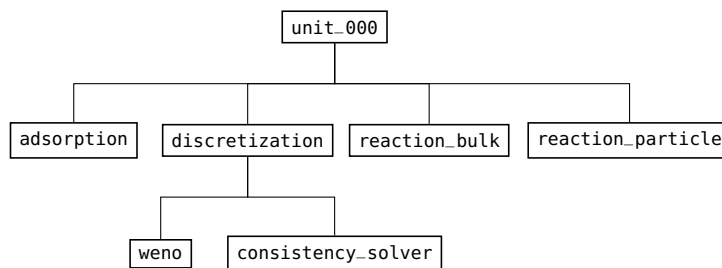 unit_000
adsorption
discretization
reaction_bulk
reaction_particle
weno
consistency_solver